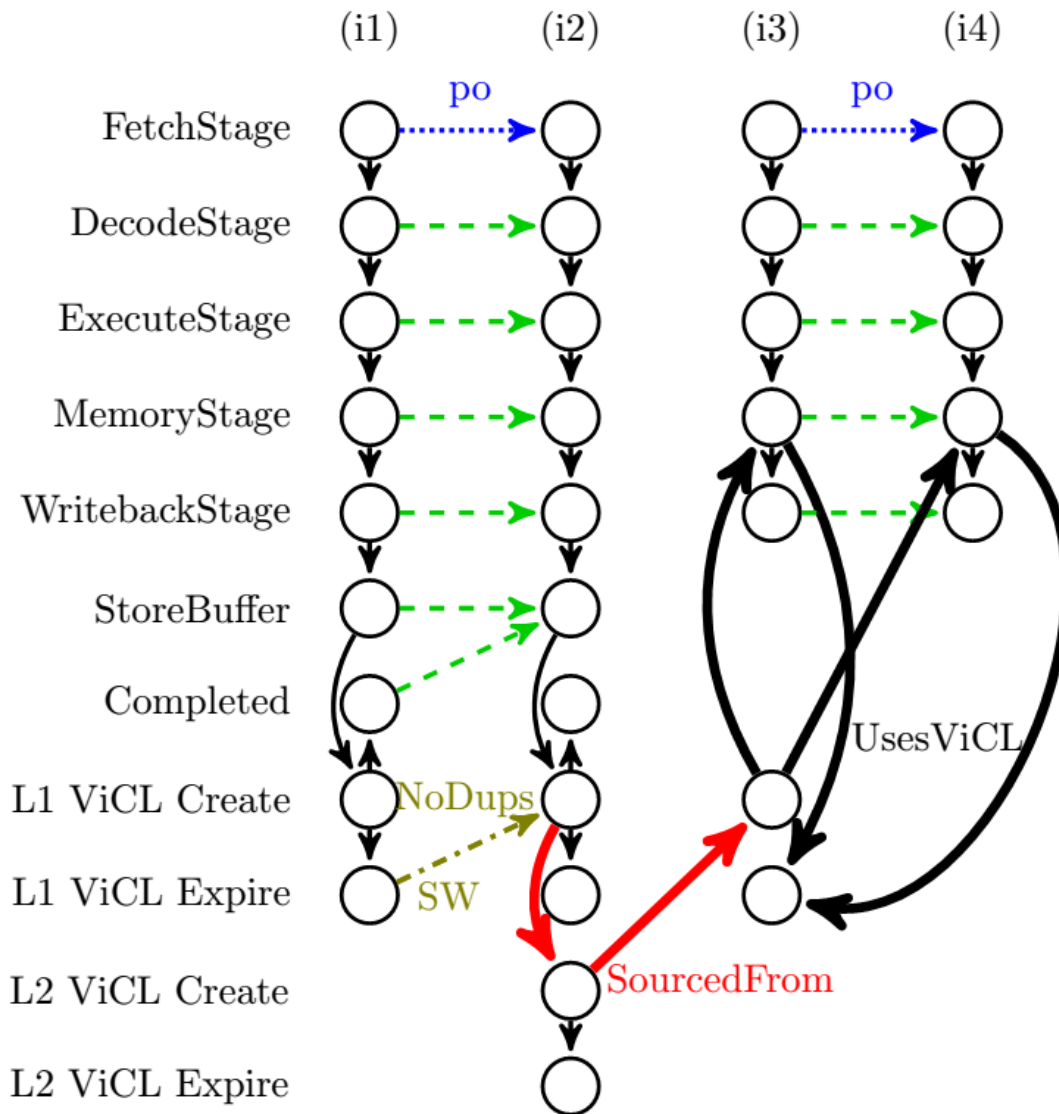 (i1) (i2) (i3) (i4)
po po
FetchStage
DecodeStage
ExecuteStage
MemoryStage
WritebackStage
StoreBuffer
Completed
UsesViCL
L1 ViCL Create
NoDups
L1 ViCL Expire
SW
L2 ViCL Create
SourcedFrom
L2 ViCL Expire